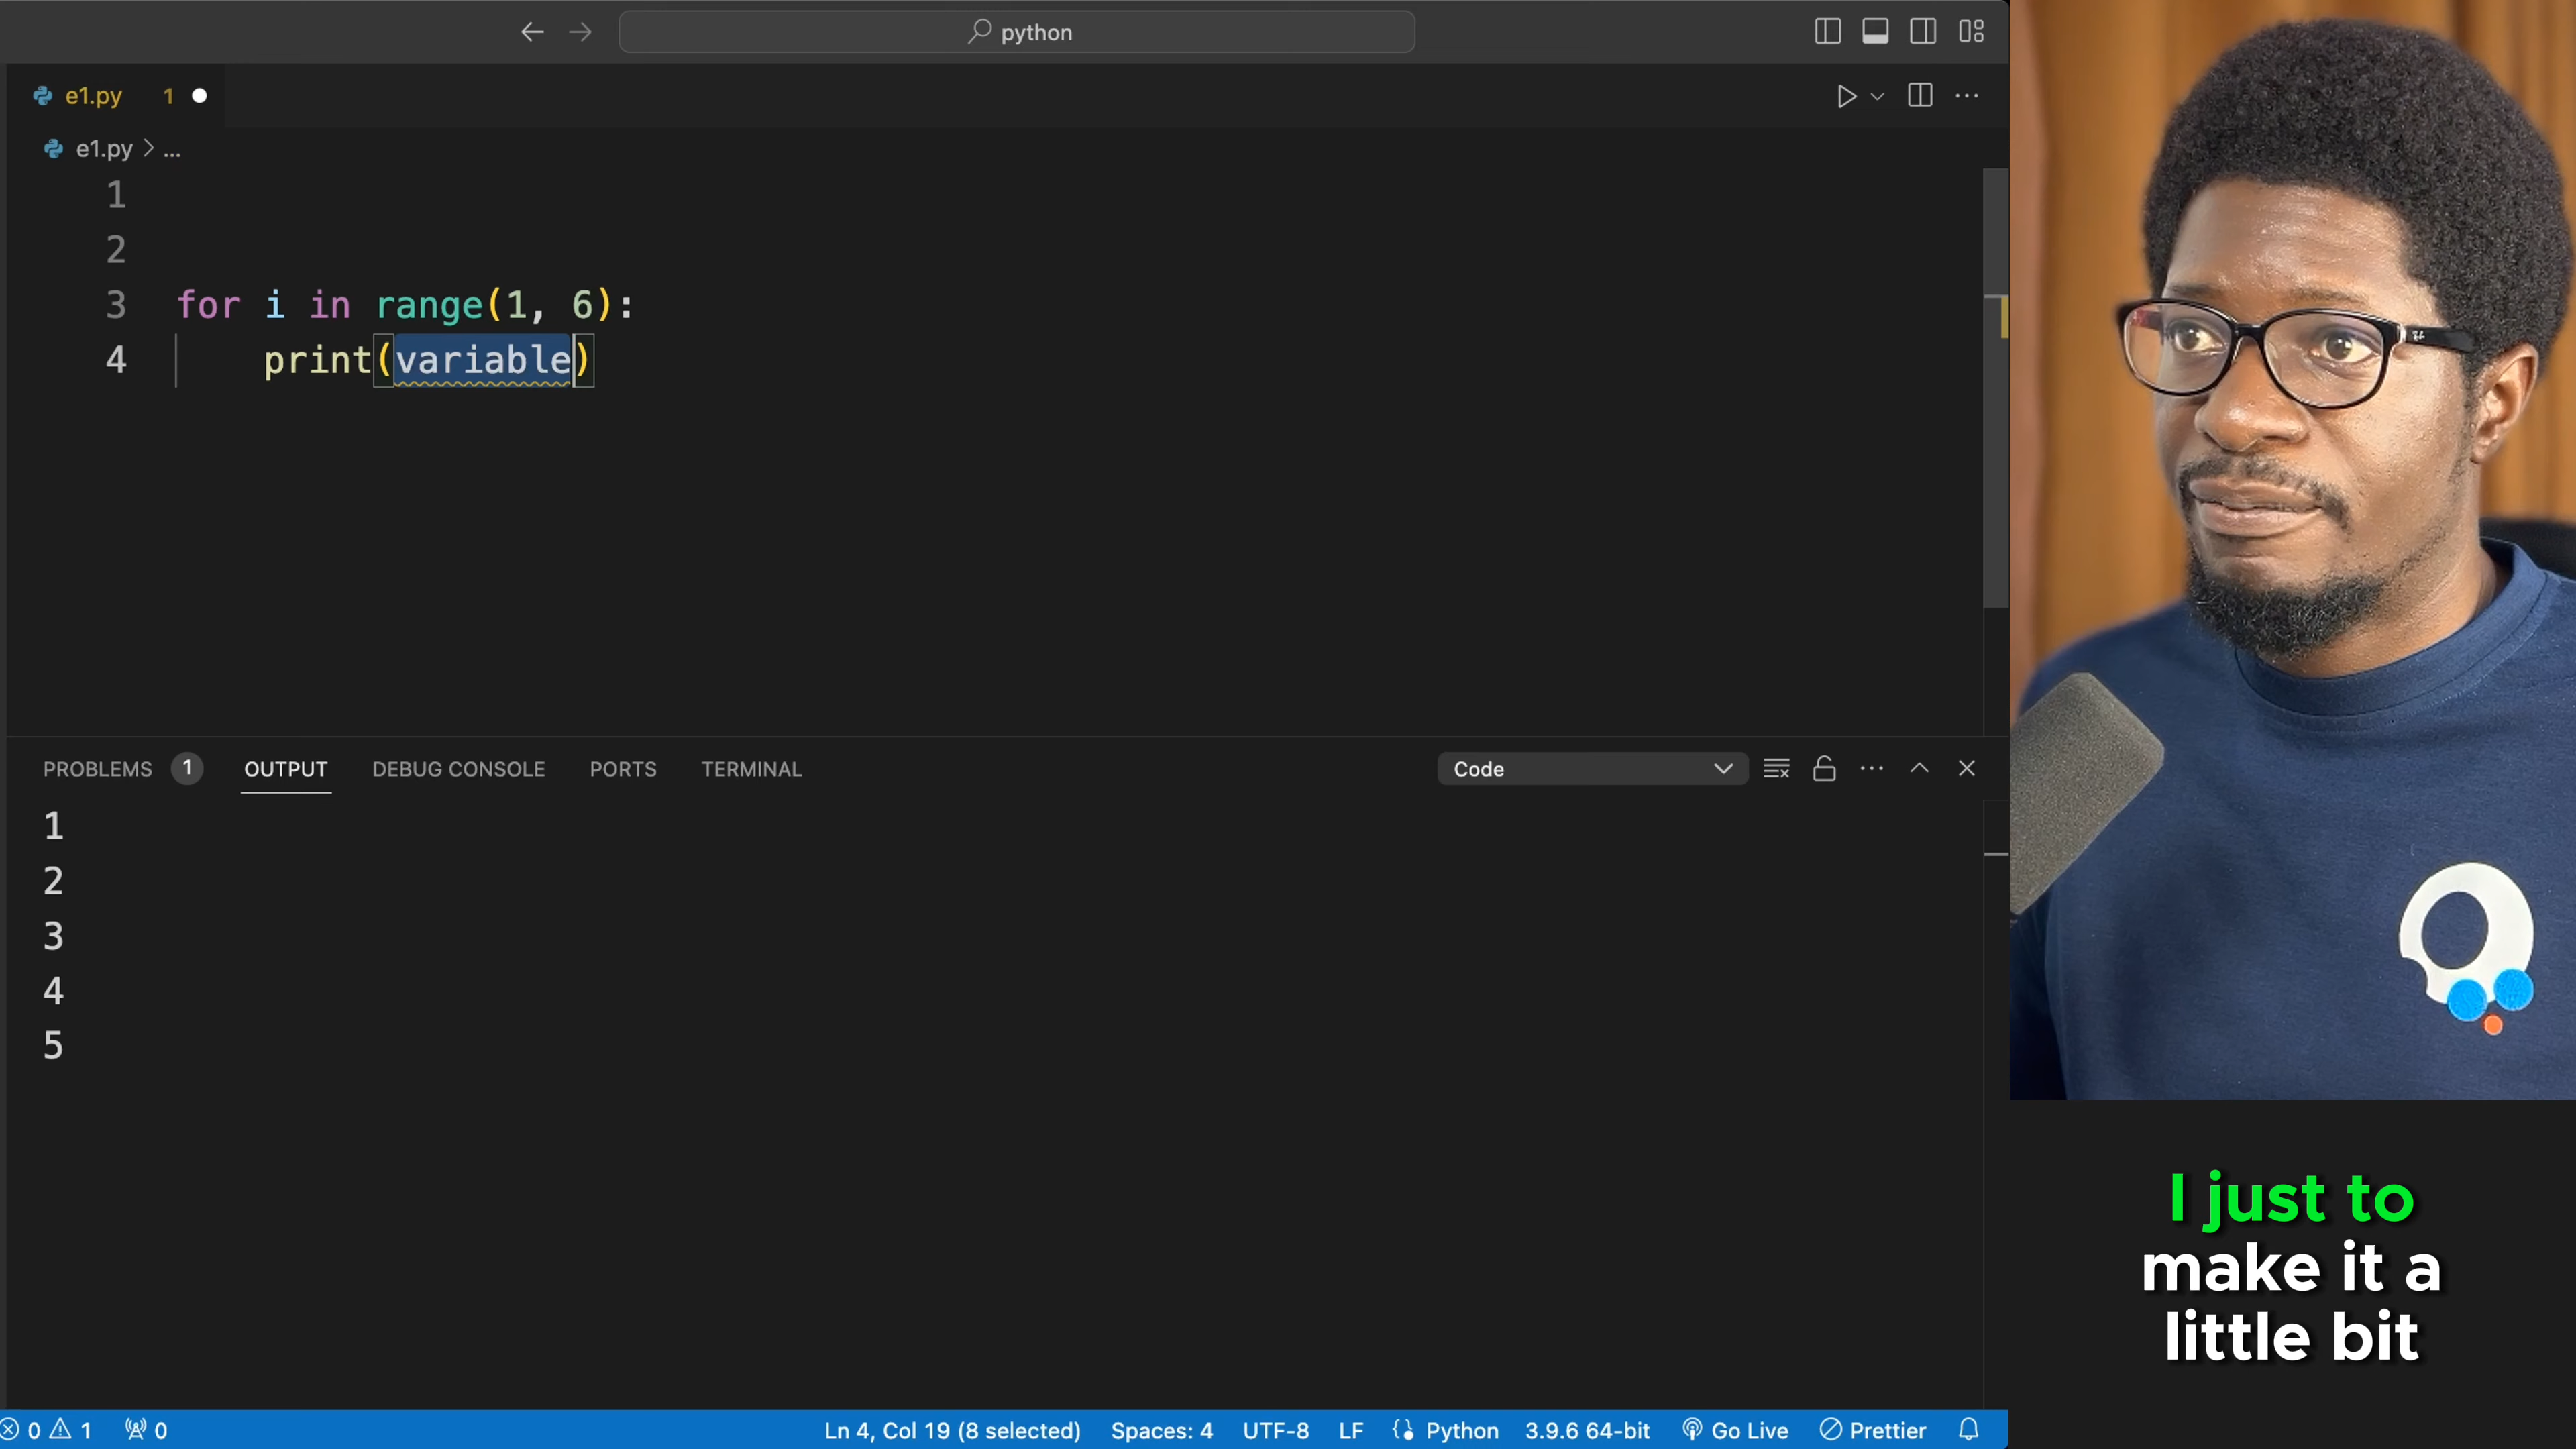 python
e1.py 1
e1.py > ...
1
2
3 for i in range(1, 6):
4 print(variable)
PROBLEMS 1 OUTPUT DEBUG CONSOLE PORTS TERMINAL Code
1
2
3
4
5
I just to
make it a
little bit
0 1 0 Ln 4, Col 19 (8 selected) Spaces: 4 UTF-8 LF Python 3.9.6 64-bit Go Live Prettier